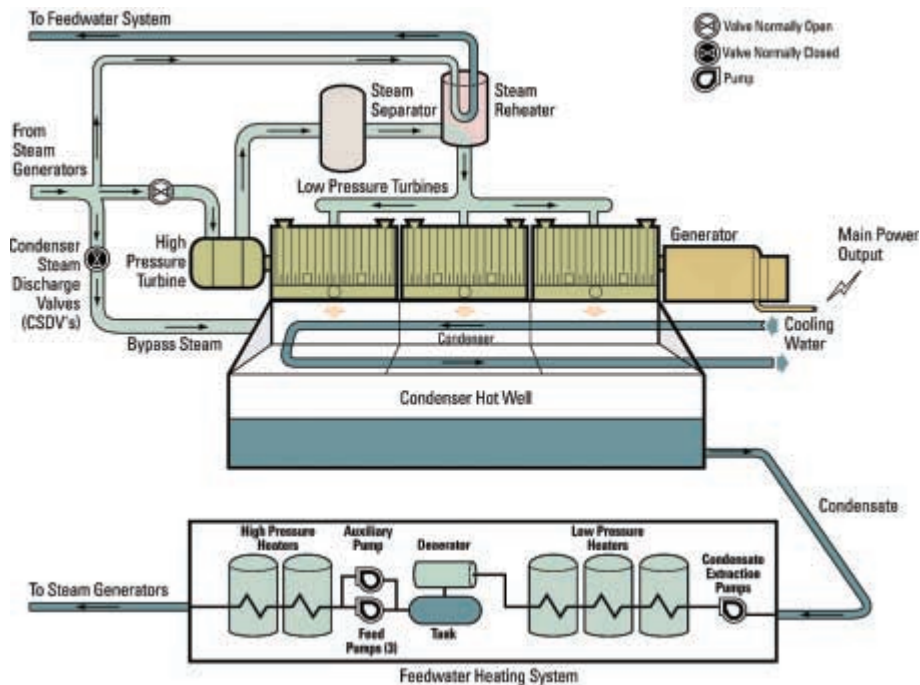 To Feedwater System
Valve Normally Open
Valve Normally Closed
Pump
Steam
Separator
Steam
Reheater
From
Steam
Generators
Low Pressure Turbines
High
Pressure
Turbine
Generator
Main Power
Output
Condenser
Steam
Discharge
Valves
(CSDV's)
Bypass Steam
Condenser
Cooling
Water
Condenser Hot Well
Condensate
High Pressure
Heaters
Auxiliary
Pump
Deaerator
Low Pressure
Heaters
Condensate
Extraction
Pumps
To Steam Generators
Feed
Pumps (3)
Tank
Feedwater Heating System